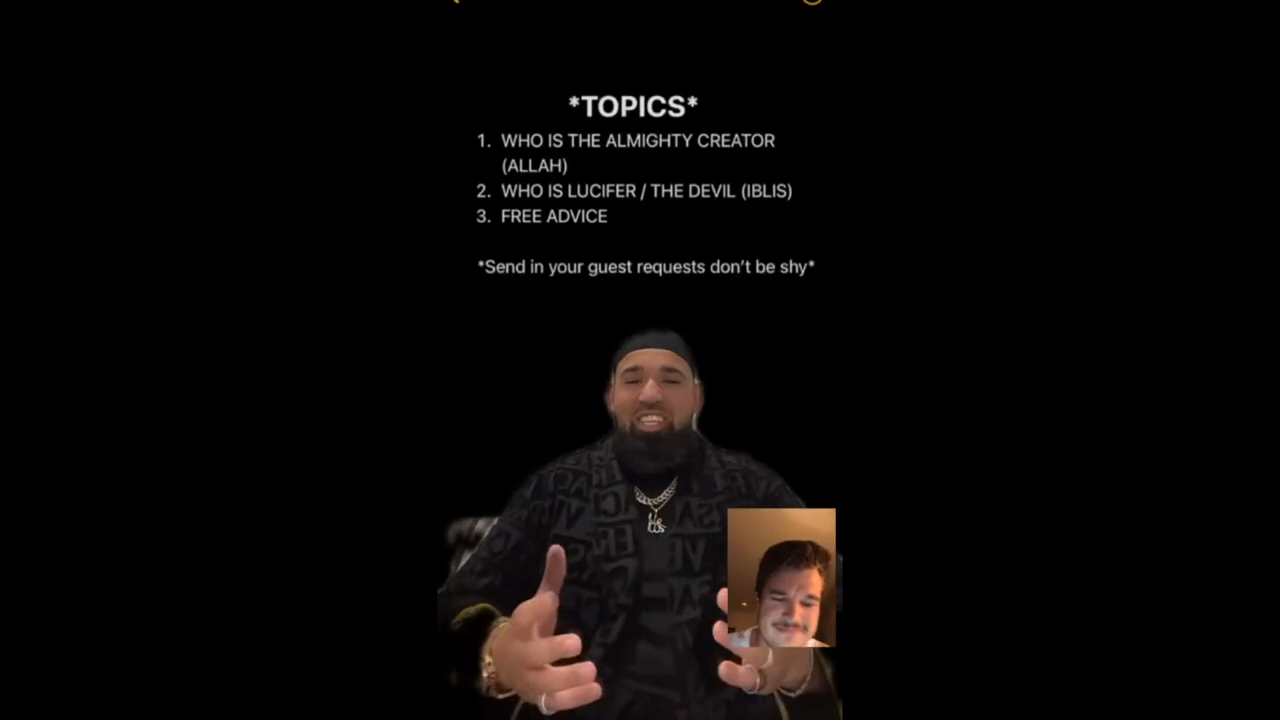 *TOPICS*
1. WHO IS THE ALMIGHTY CREATOR
(ALLAH)
2. WHO IS LUCIFER / THE DEVIL (IBLIS)
3. FREE ADVICE
*Send in your guest requests don't be shy*